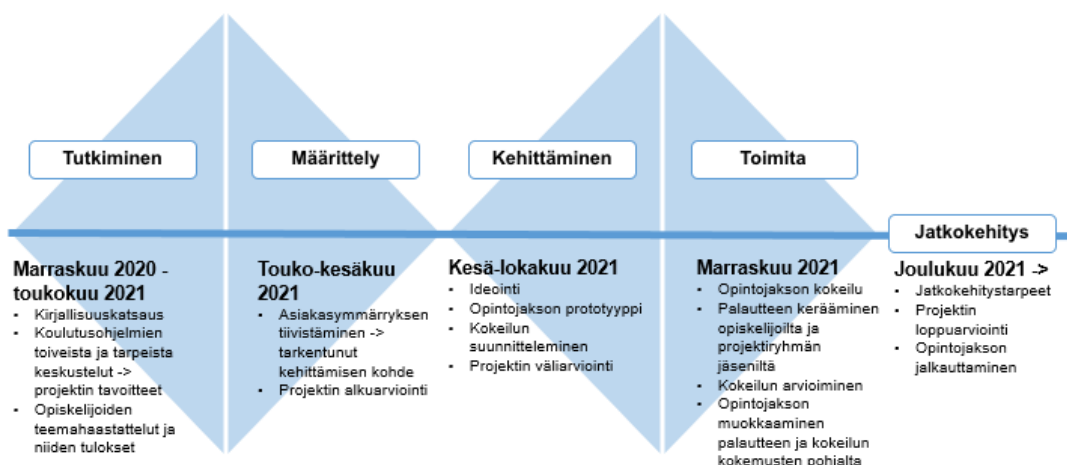 Tutkiminen
Määrittely
Kehittäminen
Toimita
Jatkokehitys
Marraskuu 2020 -
toukokuu 2021
▪ Kirjallisuuskatsaus
▪ Koulutusohjelmien
toiveista ja tarpeista
keskustelut ->
projektin tavoitteet
▪ Opiskelijoiden
teemahaastattelut ja
niiden tulokset
Touko-kesäkuu
2021
▪ Asiakasymmärryksen
tiivistäminen ->
tarkentunut
kehittämisen kohde
▪ Projektin alkuarviointi
Kesä-lokakuu 2021
▪ Ideointi
▪ Opintojakson prototyyppi
▪ Kokeilun
suunnitteleminen
▪ Projektin väliarviointi
Marraskuu 2021
▪ Opintojakson kokeilu
▪ Palautteen kerääminen
opiskelijoilta ja
projektiryhmän
jäseniltä
▪ Kokeilun arvioiminen
▪ Opintojakson
muokkaaminen
palautteen ja kokeilun
kokemusten pohjalta
Joulukuu 2021 ->
▪ Jatkokehitystarpeet
▪ Projektin
loppuarviointi
▪ Opintojakson
jalkauttaminen